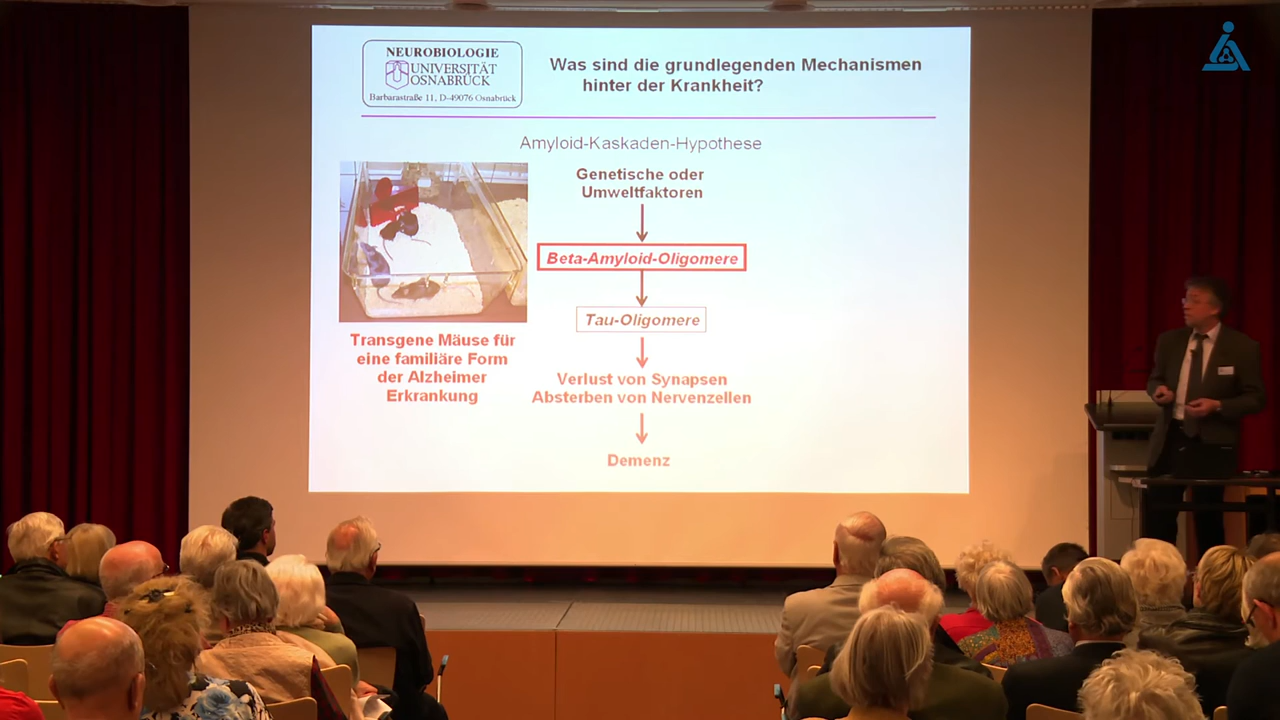 NEUROBIOLOGIE
UNIVERSITÄT
OSNABRÜCK
Barbarastraße 11, D-49076 Osnabrück
Was sind die grundlegenden Mechanismen
hinter der Krankheit?
Amyloid-Kaskaden-Hypothese
Genetische oder
Umweltfaktoren
Beta-Amyloid-Oligomere
Tau-Oligomere
Verlust von Synapsen
Absterben von Nervenzellen
Demenz
Transgene Mäuse für
eine familiäre Form
der Alzheimer
Erkrankung